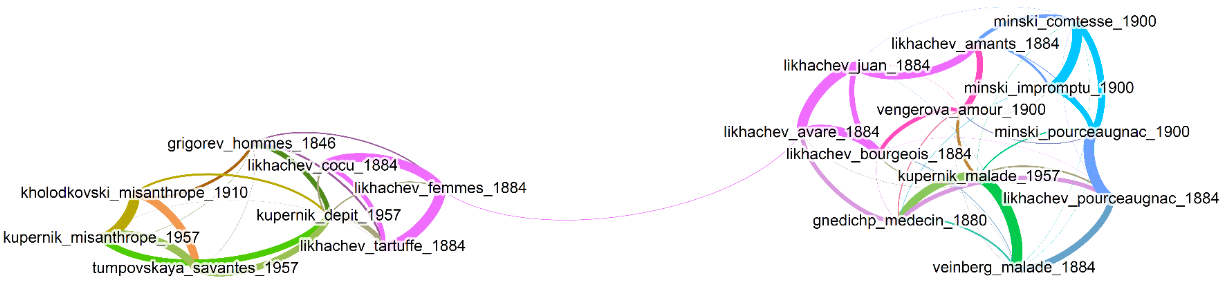 grigorev_hommes_1846
likhachev_cocu_1884
kholodkovski_misanthrope_1910
likhachev_femmes_1884
kupernik_depit_1957
kupernik_misanthrope_1957
likhachev_tartuffe_1884
tumpovskaya_savantes_1957
minski_comtesse_1900
likhachev_amants_1884
likhachev_juan_1884
minski_impromptu_1900
vengerova_amour_1900
likhachev_avare_1884
minski_pourceaugnac_1900
likhachev_bourgeois_1884
kupernik_malade_1957
likhachev_pourceaugnac_1884
gnedichp_medecin_1880
veinberg_malade_1884